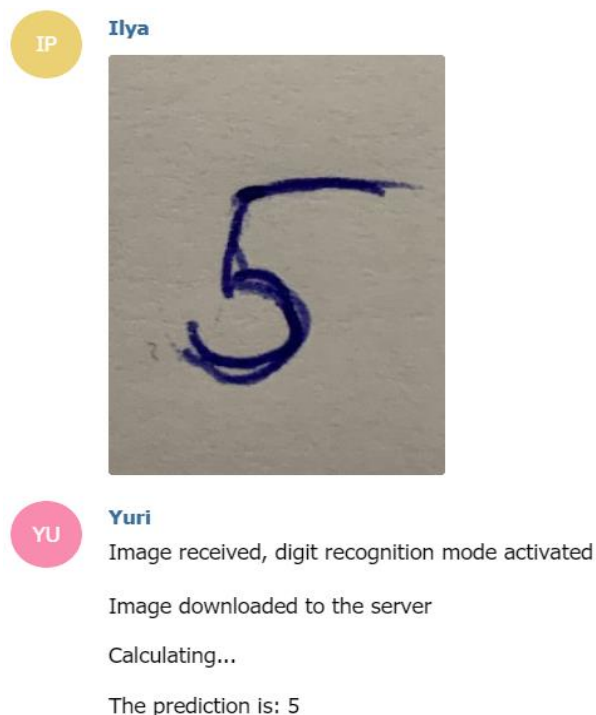 IP
Ilya
5
YU
Yuri
Image received, digit recognition mode activated
Image downloaded to the server
Calculating...
The prediction is: 5